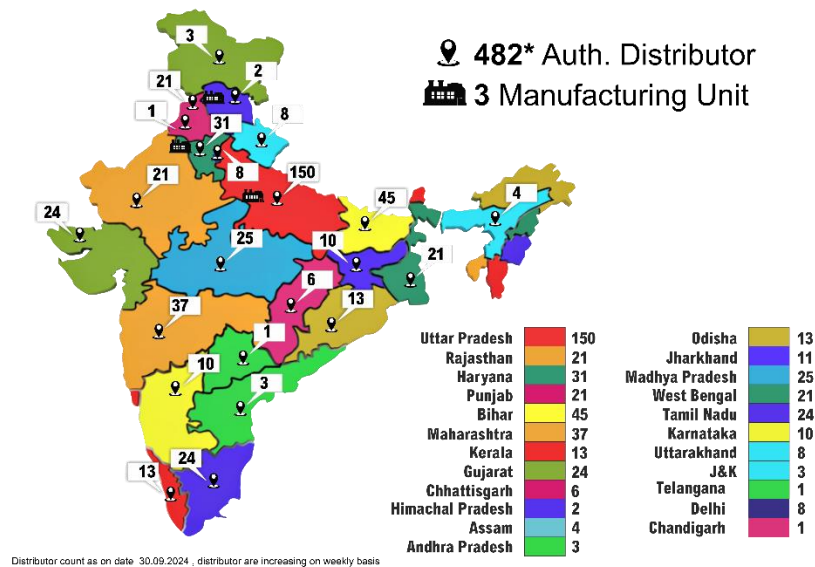 482* Auth. Distributor
3 Manufacturing Unit
3
21
2
1
31
8
8
21
150
24
45
4
25
10
21
6
37
13
1
10
3
13
24
Uttar Pradesh 150
Rajasthan 21
Haryana 31
Punjab 21
Bihar 45
Maharashtra 37
Kerala 13
Gujarat 24
Chhattisgarh 6
Himachal Pradesh 2
Assam 4
Andhra Pradesh 3
Odisha 13
Jharkhand 11
Madhya Pradesh 25
West Bengal 21
Tamil Nadu 24
Karnataka 10
Uttarakhand 8
J&K 3
Telangana 1
Delhi 8
Chandigarh 1
Distributor count as on date 30.09.2024 , distributor are increasing on weekly basis